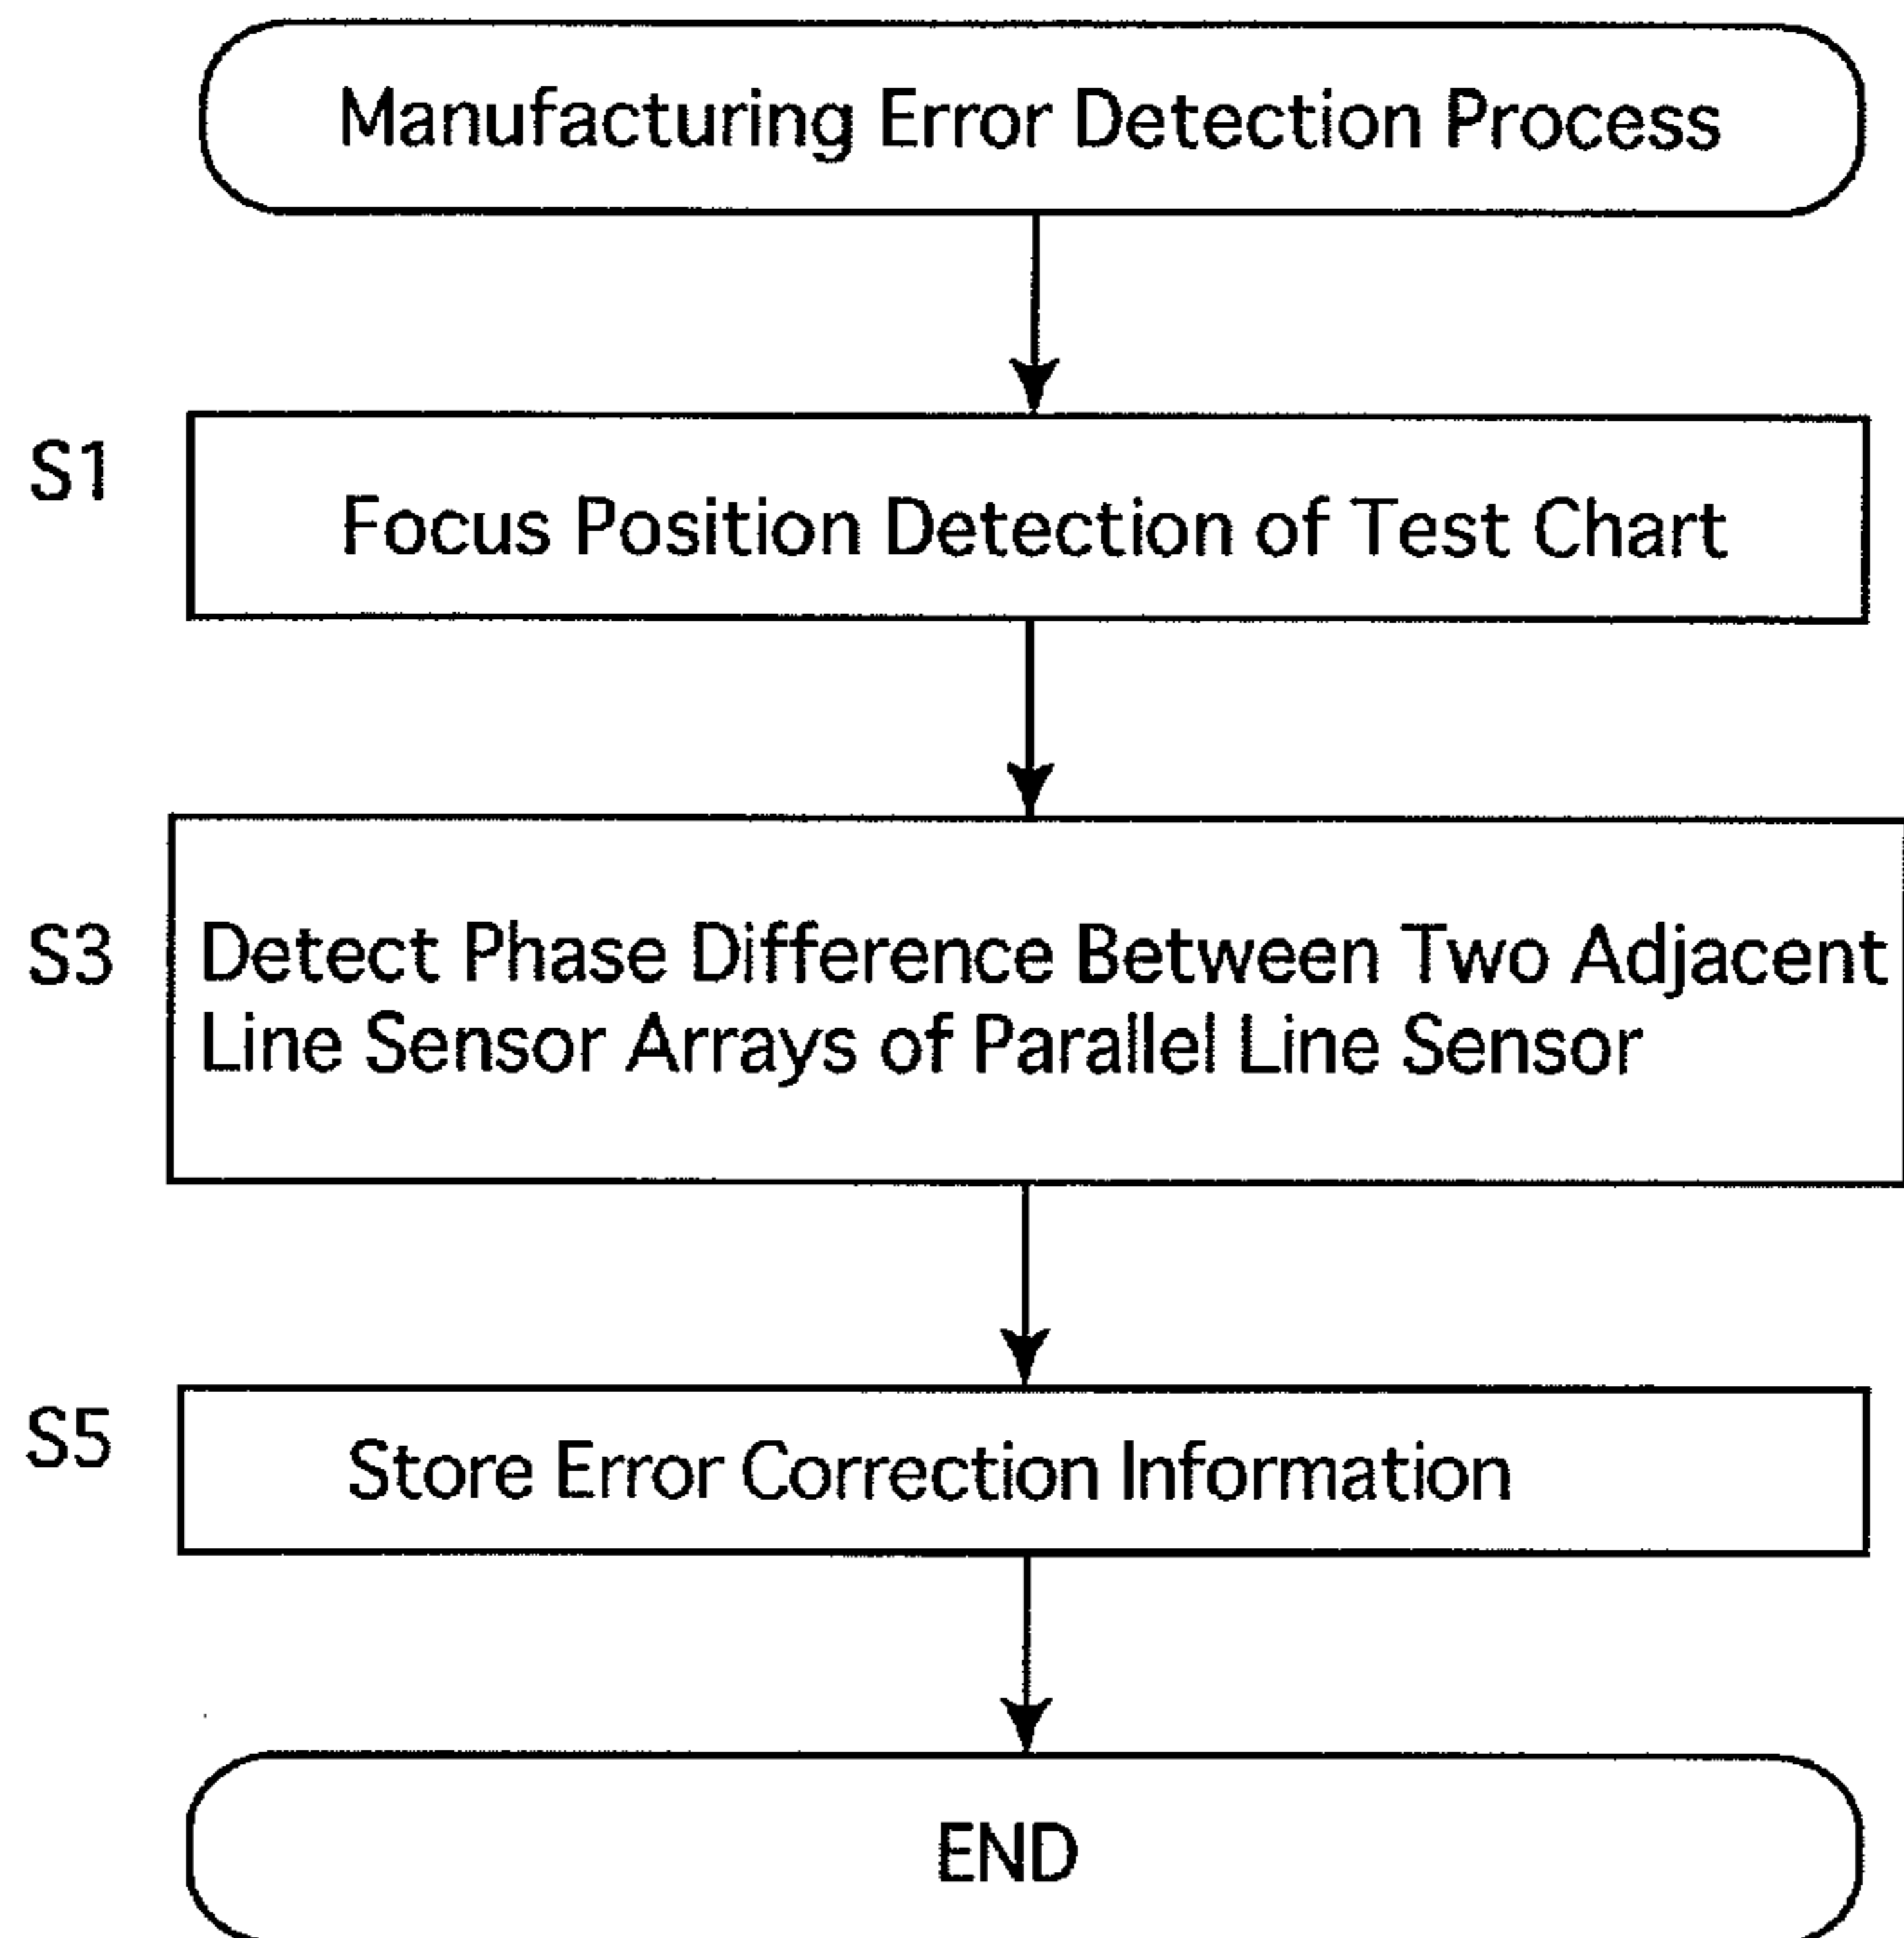 Manufacturing Error Detection Process
S1
Focus Position Detection of Test Chart
S3
Detect Phase Difference Between Two Adjacent
Line Sensor Arrays of Parallel Line Sensor
S5
Store Error Correction Information
END